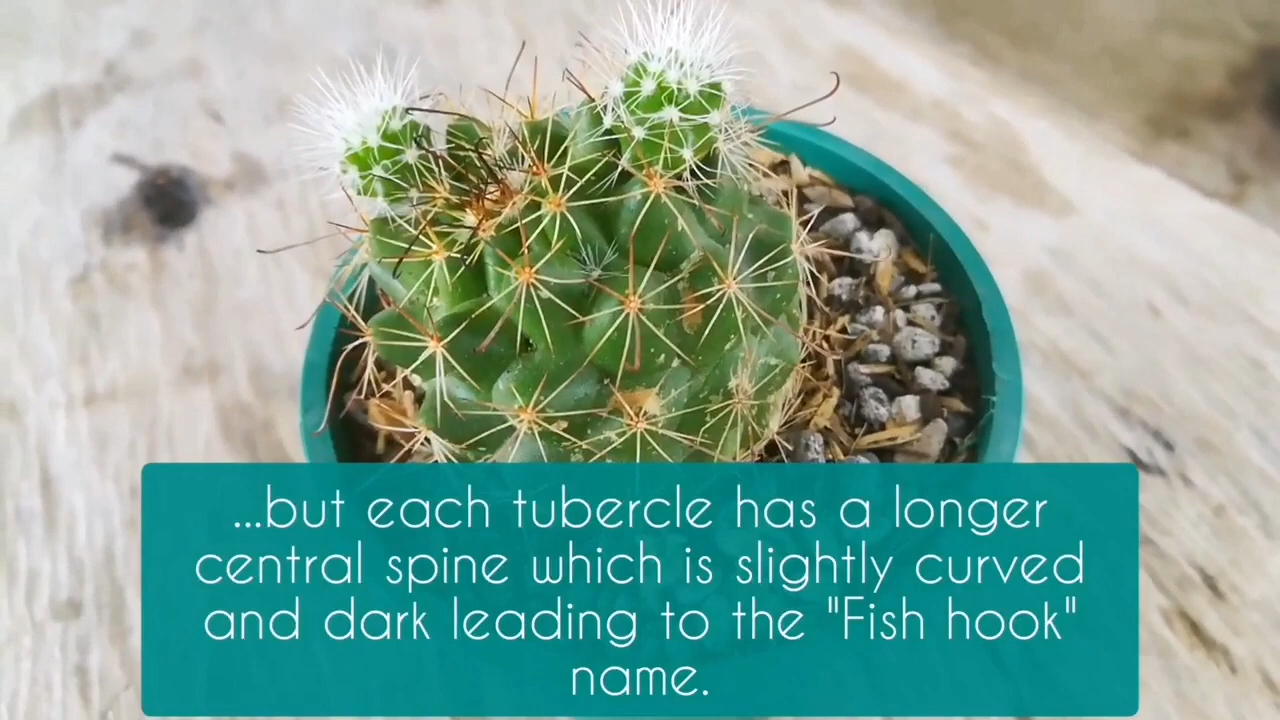 ...but each tubercle has a longer
central spine which is slightly curved
and dark leading to the "Fish hook"
name.